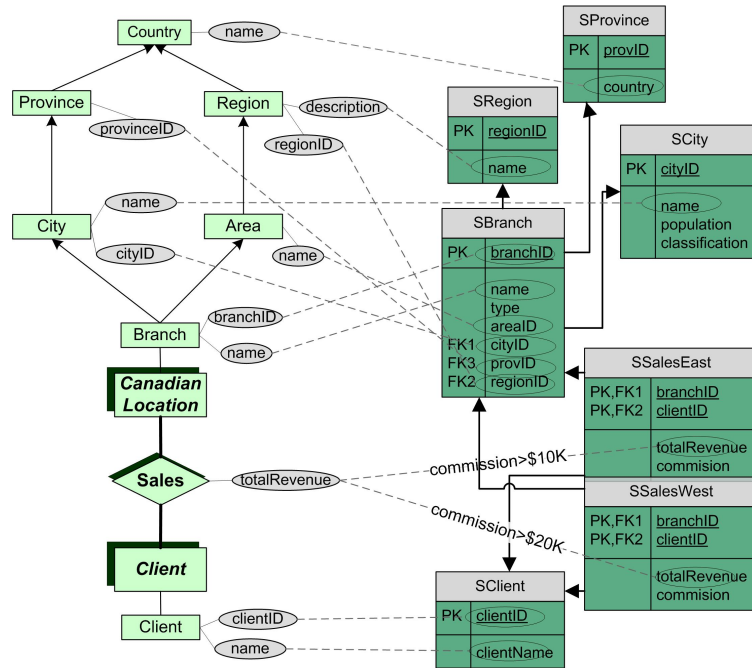 Country
name
Province
Region
provinceID
description
regionID
name
City
Area
cityID
name
branchID
Branch
name
Canadian
Location
Sales
totalRevenue
Client
clientID
Client
name
commission>$10K
commission>$20K
SProvince
PK provID
country
SRegion
PK regionID
name
SCity
PK cityID
name
population
classification
SBranch
PK branchID
name
type
areaID
FK1 cityID
FK3 provID
FK2 regionID
SSalesEast
PK,FK1 branchID
PK,FK2 clientID
totalRevenue
commision
SSalesWest
PK,FK1 branchID
PK,FK2 clientID
totalRevenue
commision
SClient
PK clientID
clientName